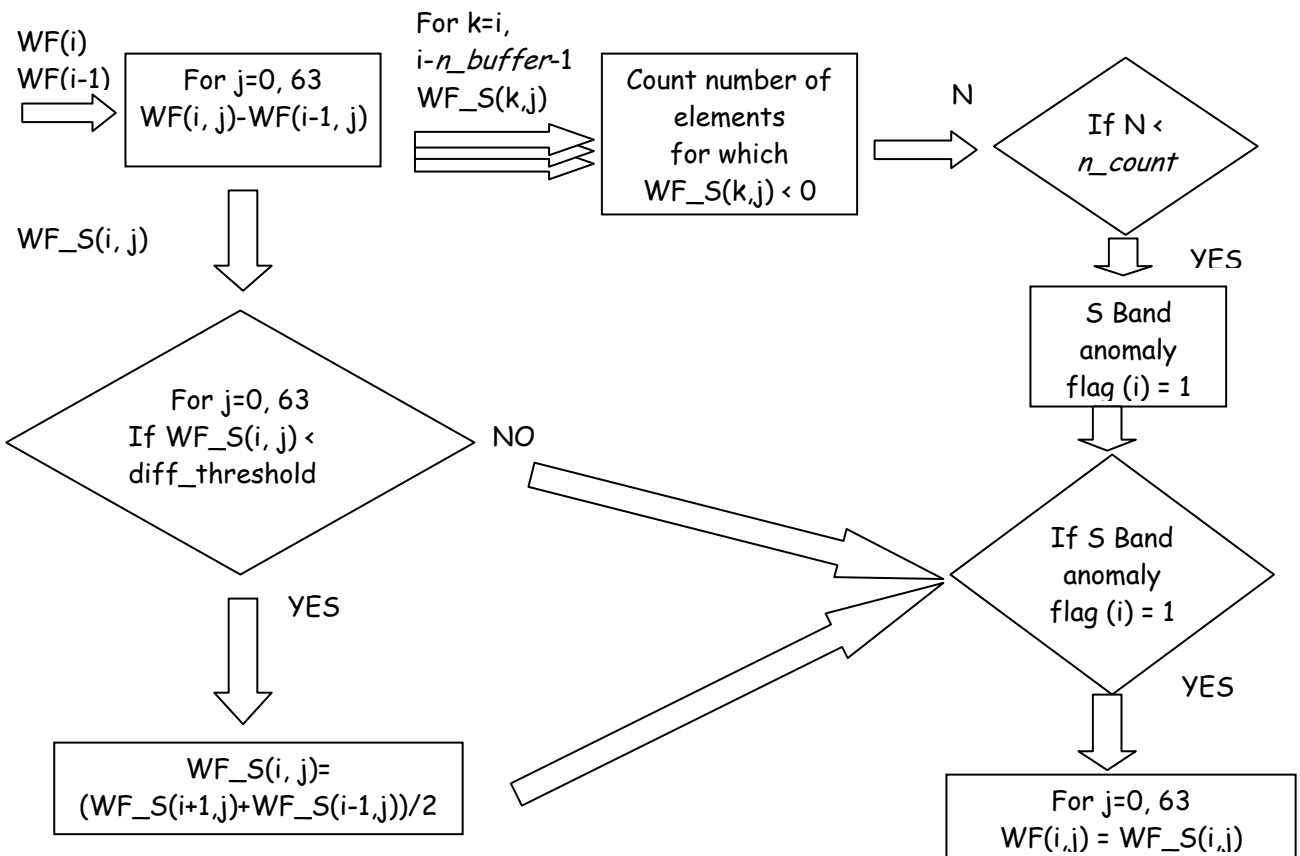 WF(i)
WF(i-1)
For j=0, 63
WF(i, j)-WF(i-1, j)
For k=i,
i-n_buffer-1
WF_S(k,j)
Count number of
elements
for which
WF_S(k,j) < 0
N
If N <
n_count
YES
WF_S(i, j)
S Band
anomaly
flag (i) = 1
For j=0, 63
If WF_S(i, j) <
diff_threshold
NO
If S Band
anomaly
flag (i) = 1
YES
YES
WF_S(i, j)=
(WF_S(i+1,j)+WF_S(i-1,j))/2
For j=0, 63
WF(i,j) = WF_S(i,j)